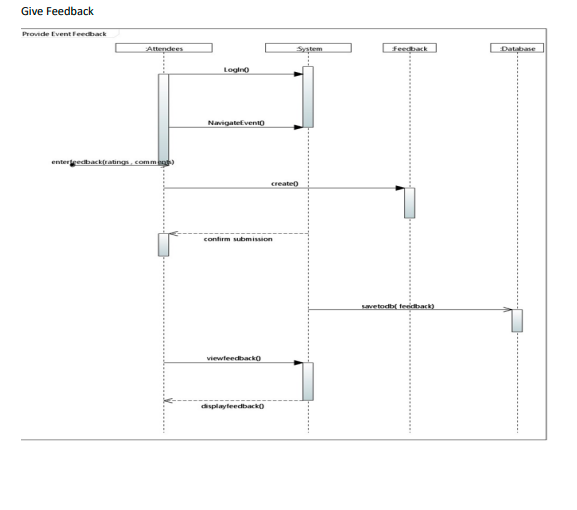 Give Feedback
Provide Event Feedback
:Attendees
:System
:Feedback
:Database
LogIn()
NavigateEvent()
enterfeedback(ratings, comments)
create()
confirm submission
savetodb( feedback)
viewfeedback()
displayfeedback()